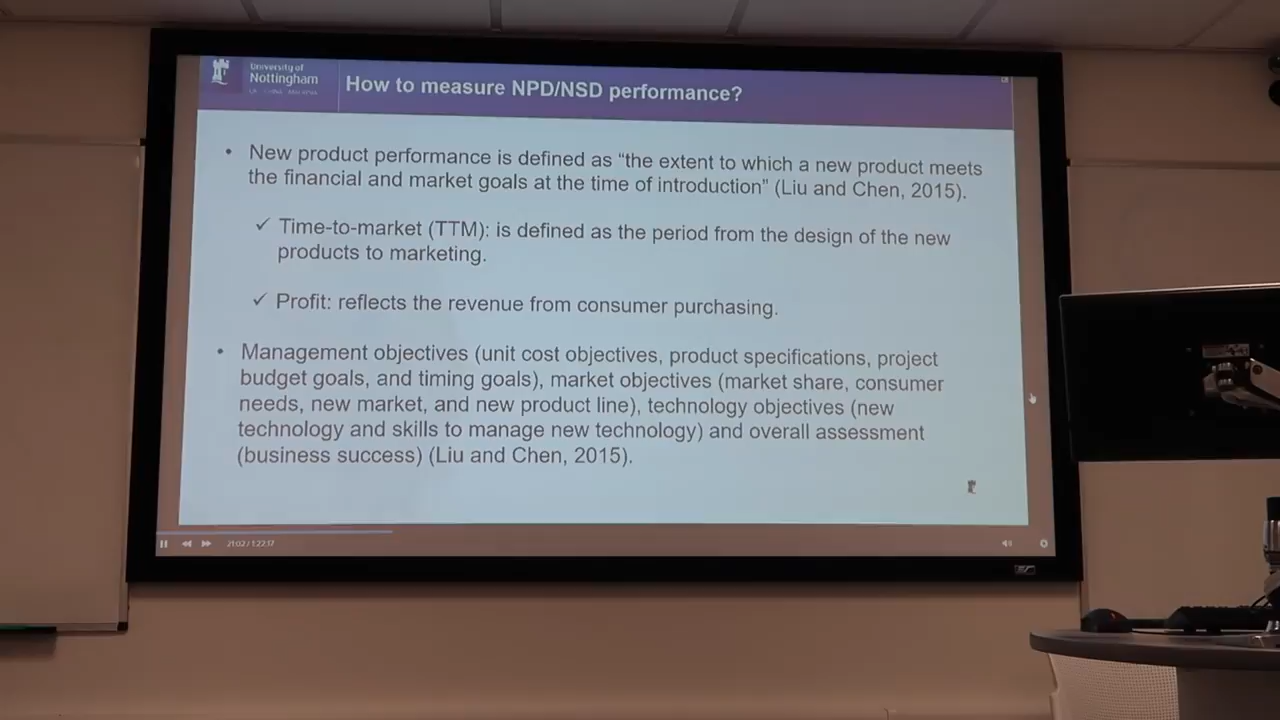 University of
Nottingham
How to measure NPD/NSD performance?
• New product performance is defined as “the extent to which a new product meets
the financial and market goals at the time of introduction” (Liu and Chen, 2015).
✓ Time-to-market (TTM): is defined as the period from the design of the new
products to marketing.
✓ Profit: reflects the revenue from consumer purchasing.
• Management objectives (unit cost objectives, product specifications, project
budget goals, and timing goals), market objectives (market share, consumer
needs, new market, and new product line), technology objectives (new
technology and skills to manage new technology) and overall assessment
(business success) (Liu and Chen, 2015).
21:02 / 1:22:17